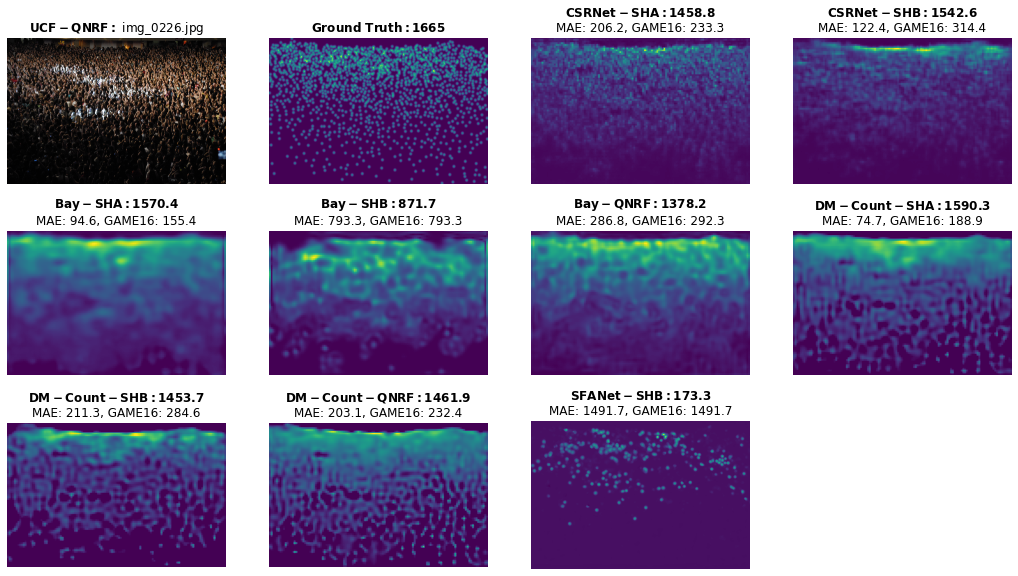 UCF − QNRF : img_0226.jpg
Ground Truth : 1665
CSRNet − SHA : 1458.8
MAE: 206.2, GAME16: 233.3
CSRNet − SHB : 1542.6
MAE: 122.4, GAME16: 314.4
Bay − SHA : 1570.4
MAE: 94.6, GAME16: 155.4
Bay − SHB : 871.7
MAE: 793.3, GAME16: 793.3
Bay − QNRF : 1378.2
MAE: 286.8, GAME16: 292.3
DM − Count − SHA : 1590.3
MAE: 74.7, GAME16: 188.9
DM − Count − SHB : 1453.7
MAE: 211.3, GAME16: 284.6
DM − Count − QNRF : 1461.9
MAE: 203.1, GAME16: 232.4
SFANet − SHB : 173.3
MAE: 1491.7, GAME16: 1491.7